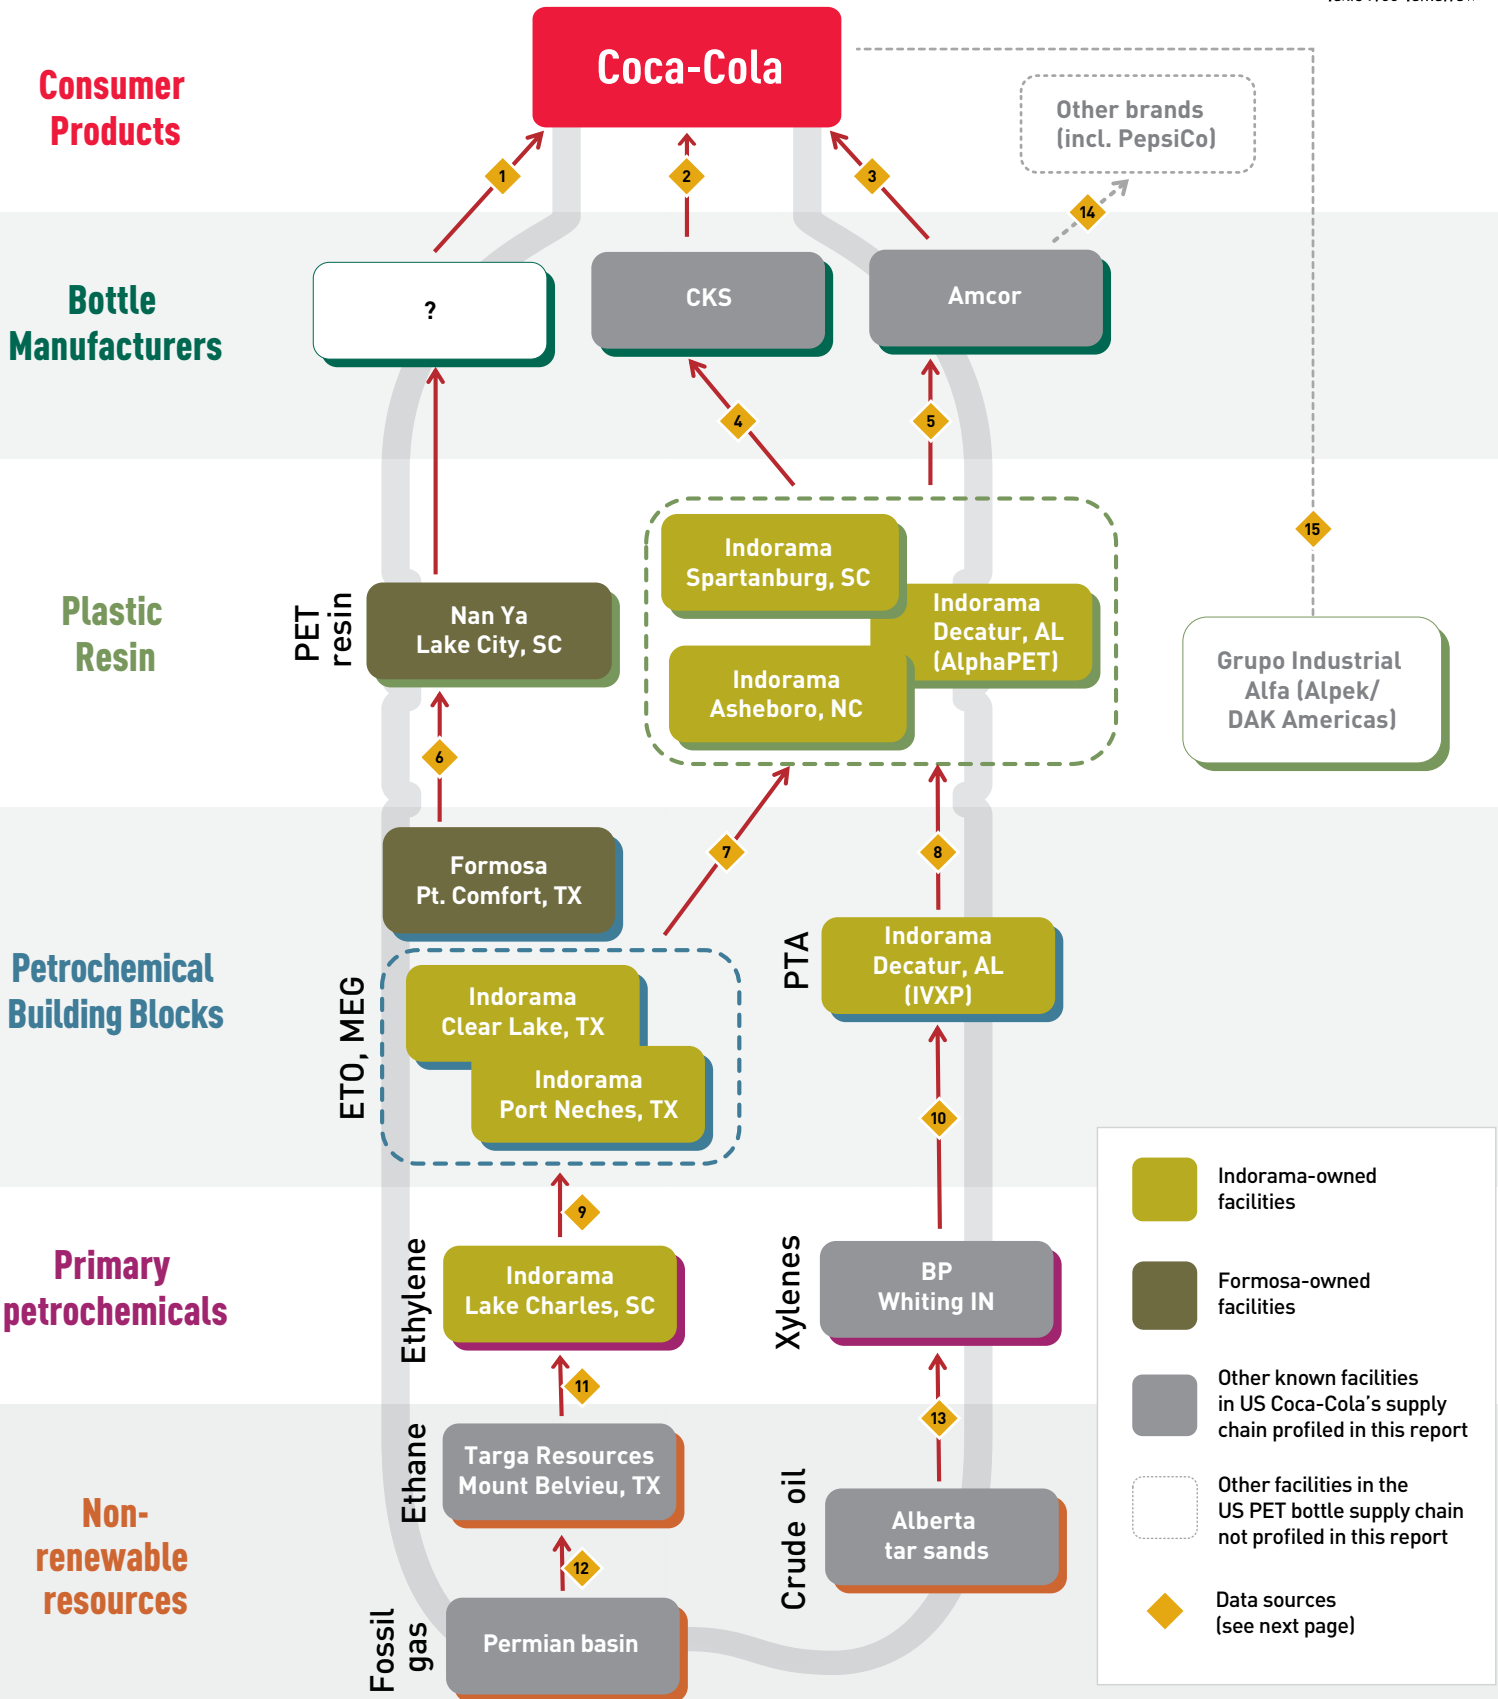 Consumer
Products
Coca-Cola
Other brands
(incl. PepsiCo)
1
2
3
14
Bottle
Manufacturers
?
CKS
Amcor
4
5
15
Plastic
Resin
PET
resin
Nan Ya
Lake City, SC
Indorama
Spartanburg, SC
Indorama
Decatur, AL
(AlphaPET)
Indorama
Asheboro, NC
Grupo Industrial
Alfa (Alpek/
DAK Americas)
6
7
8
Petrochemical
Building Blocks
Formosa
Pt. Comfort, TX
ETO, MEG
Indorama
Clear Lake, TX
Indorama
Port Neches, TX
PTA
Indorama
Decatur, AL
(IVXP)
9
10
Primary
petrochemicals
Ethylene
Indorama
Lake Charles, SC
Xylenes
BP
Whiting IN
11
13
Non-
renewable
resources
Ethane
Targa Resources
Mount Belvieu, TX
Crude oil
Alberta
tar sands
12
Fossil
gas
Permian basin
Indorama-owned
facilities
Formosa-owned
facilities
Other known facilities
in US Coca-Cola's supply
chain profiled in this report
Other facilities in the
US PET bottle supply chain
not profiled in this report
Data sources
(see next page)